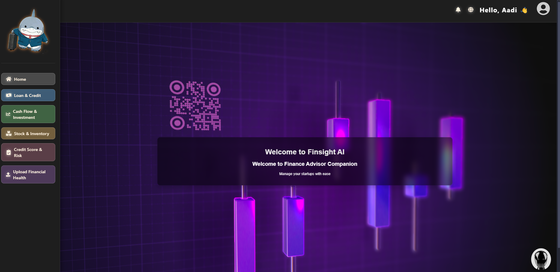 Hello, Aadi 👋
Home
Loan & Credit
Cash Flow &
Investment
Stock & Inventory
Credit Score &
Risk
Upload Financial
Health
Welcome to Finsight AI
Welcome to Finance Advisor Companion
Manage your startups with ease